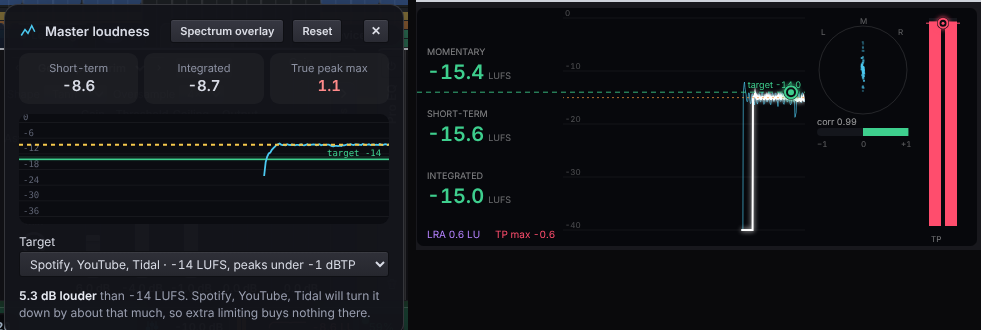 Master loudness
Spectrum overlay
Reset
×
Short-term
-8.6
Integrated
-8.7
True peak max
1.1
0
-6
-12
-18
-24
-30
-36
target -14
Target
Spotify, YouTube, Tidal · -14 LUFS, peaks under -1 dBTP
5.3 dB louder than -14 LUFS. Spotify, YouTube, Tidal will turn it
down by about that much, so extra limiting buys nothing there.
MOMENTARY
-15.4 LUFS
SHORT-TERM
-15.6 LUFS
INTEGRATED
-15.0 LUFS
LRA 0.6 LU
TP max -0.6
0
-10
-20
-30
-40
target -14.0
M
L
R
corr 0.99
-1
0
+1
TP